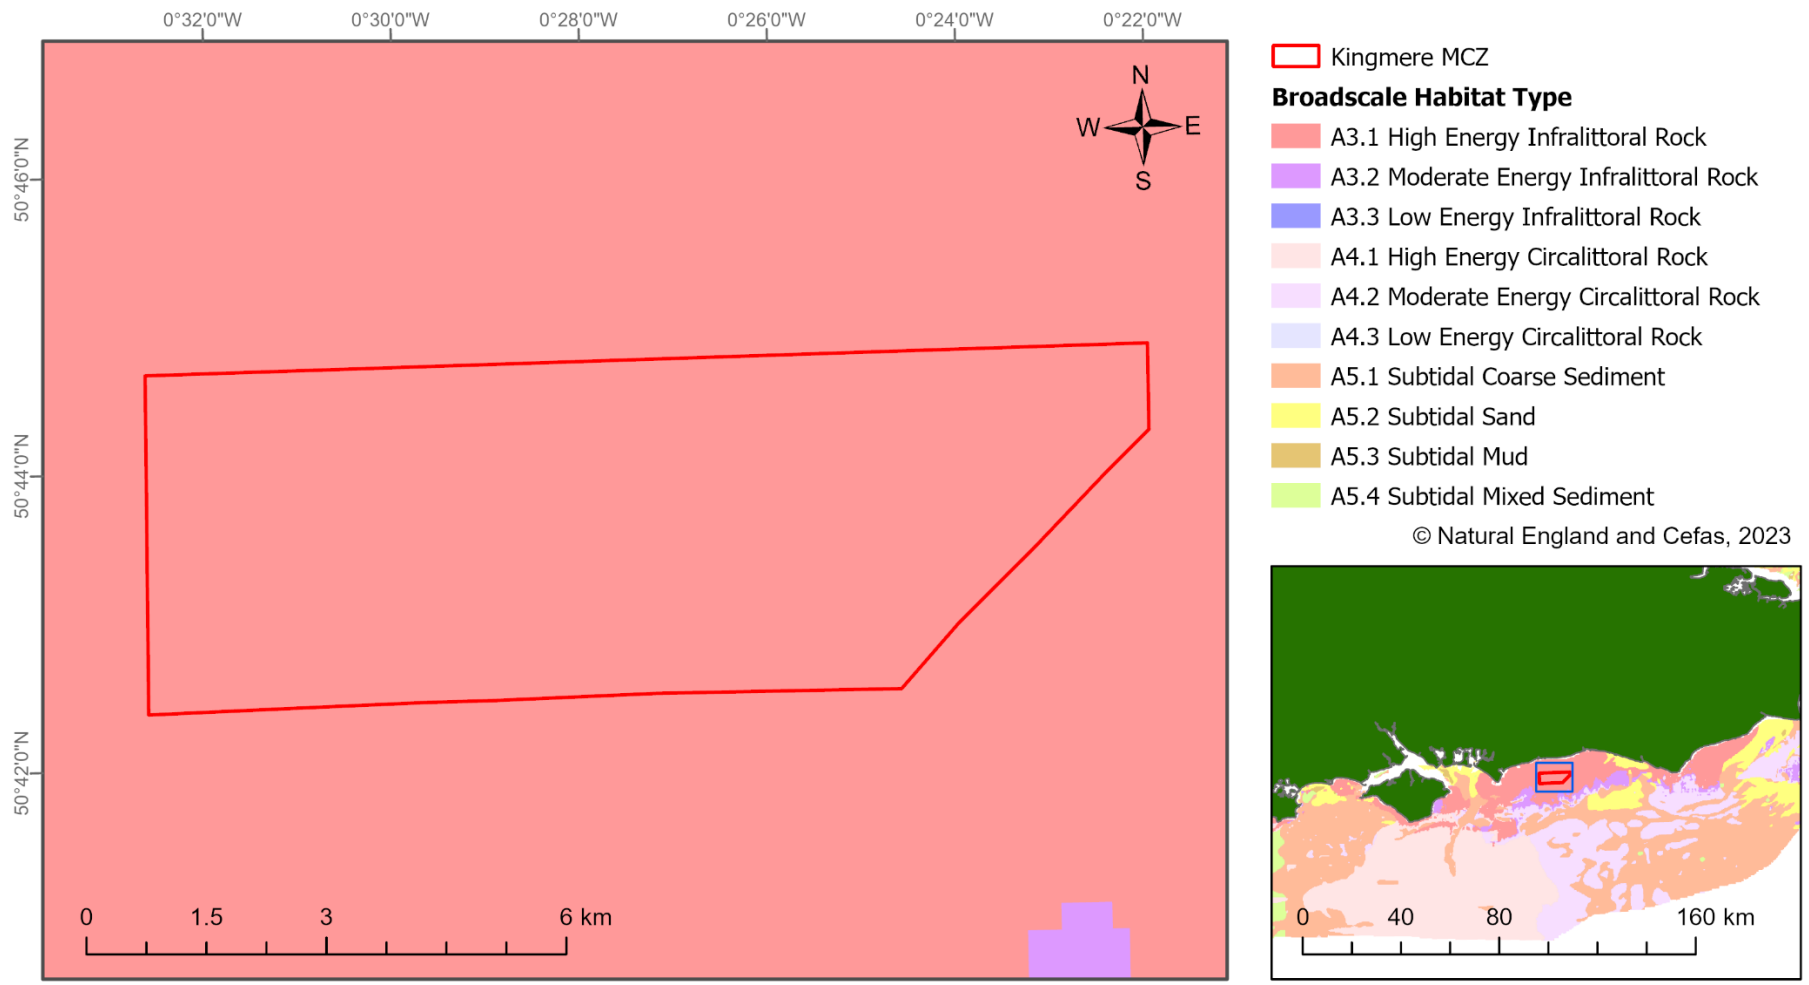 0°32'0"W 0°30'0"W 0°28'0"W 0°26'0"W 0°24'0"W 0°22'0"W
50°46'0"N
50°44'0"N
50°42'0"N
N
W E
S
0 1.5 3 6 km
Kingmere MCZ
Broadscale Habitat Type
A3.1 High Energy Infralittoral Rock
A3.2 Moderate Energy Infralittoral Rock
A3.3 Low Energy Infralittoral Rock
A4.1 High Energy Circalittoral Rock
A4.2 Moderate Energy Circalittoral Rock
A4.3 Low Energy Circalittoral Rock
A5.1 Subtidal Coarse Sediment
A5.2 Subtidal Sand
A5.3 Subtidal Mud
A5.4 Subtidal Mixed Sediment
© Natural England and Cefas, 2023
0 40 80 160 km